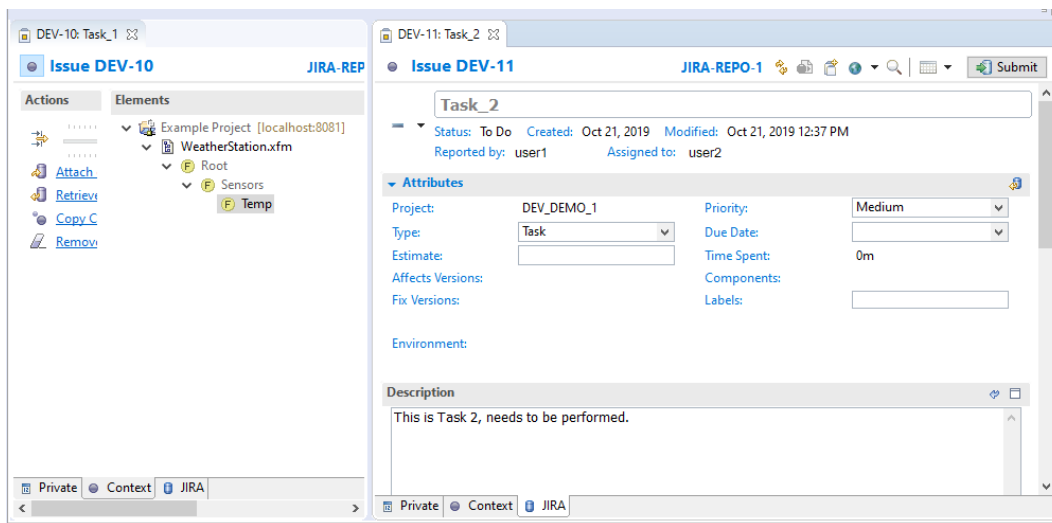 DEV-10: Task_1
Issue DEV-10
JIRA-REP
Actions
Elements
Example Project [localhost:8081]
WeatherStation.xfm
Root
Sensors
Temp
Attach
Retrieve
Copy C
Remov
Private
Context
JIRA
DEV-11: Task_2
Issue DEV-11
JIRA-REPO-1
Submit
Task_2
Status: To Do Created: Oct 21, 2019 Modified: Oct 21, 2019 12:37 PM
Reported by: user1 Assigned to: user2
Attributes
Project: DEV_DEMO_1 Priority: Medium
Type: Task Due Date:
Estimate: Time Spent: 0m
Affects Versions: Components:
Fix Versions: Labels:
Environment:
Description
This is Task 2, needs to be performed.
Private
Context
JIRA